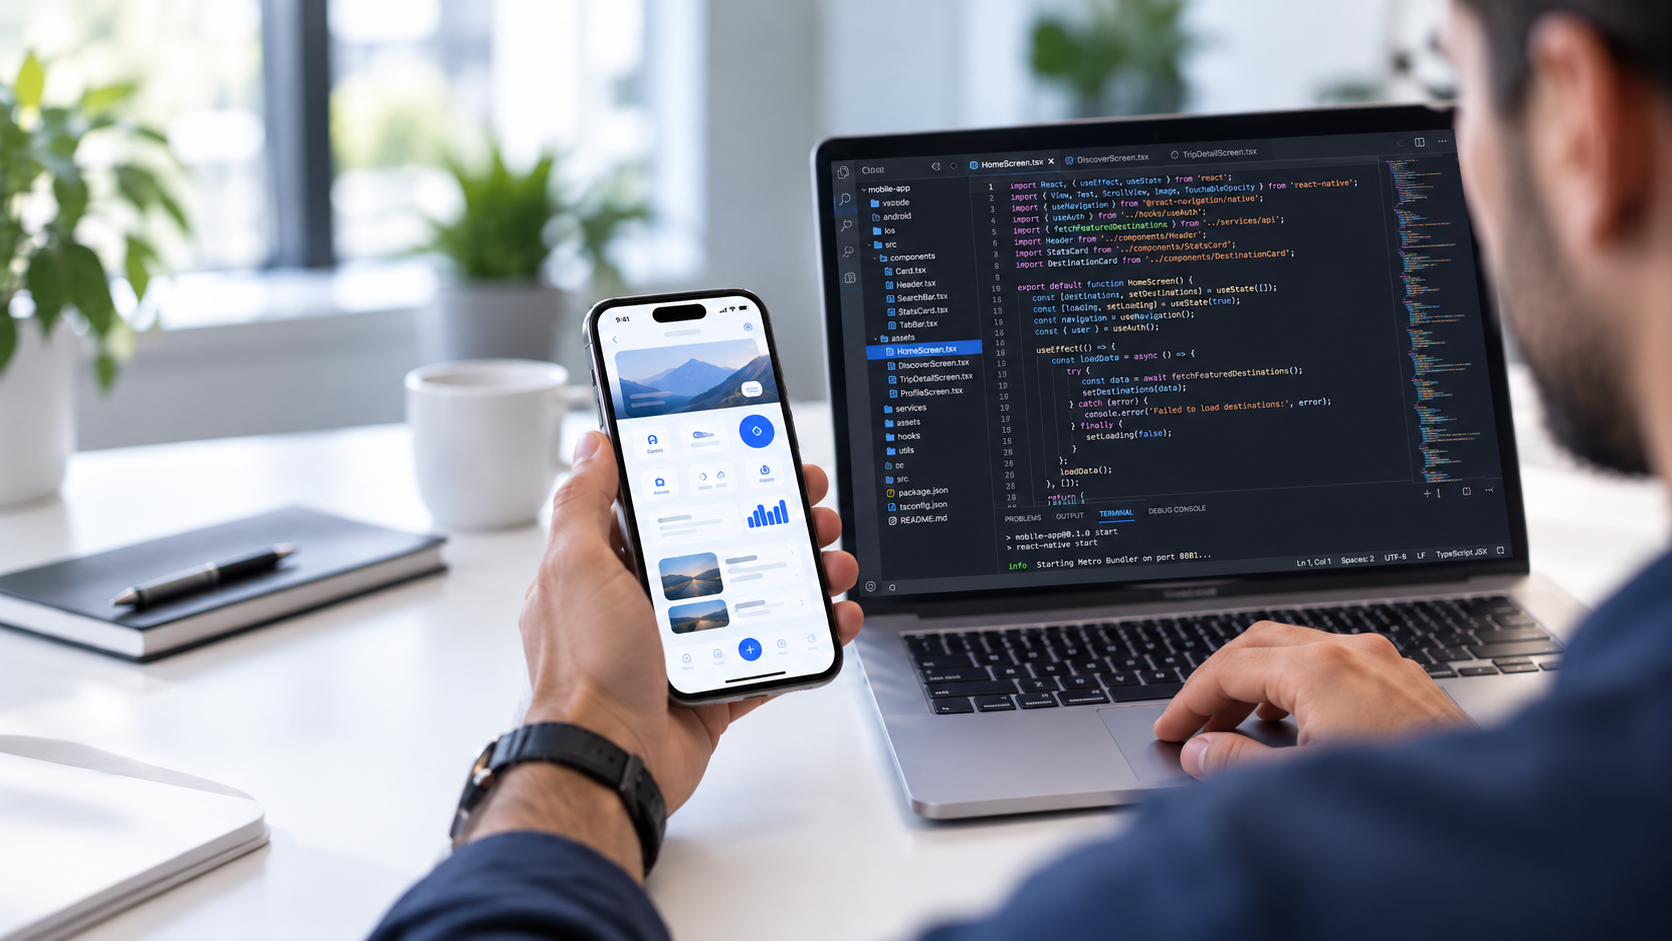 9:41
HomeScreen.tsx
DiscoverScreen.tsx
TripDetailScreen.tsx
mobile-app
vscode
android
ios
src
components
Card.tsx
Header.tsx
SearchBar.tsx
StatsCard.tsx
TabBar.tsx
assets
HomeScreen.tsx
DiscoverScreen.tsx
TripDetailScreen.tsx
ProfileScreen.tsx
services
assets
hooks
utils
src
package.json
tsconfig.json
README.md
import React, { useEffect, useState } from 'react';
import { View, Text, ScrollView, Image, TouchableOpacity } from 'react-native';
import { useNavigation } from '@react-navigation/native';
import { useAuth } from '../hooks/useAuth';
import { fetchFeaturedDestinations } from '../services/api';
import Header from '../components/Header';
import StatsCard from '../components/StatsCard';
import DestinationCard from '../components/DestinationCard';
export default function HomeScreen() {
const [destinations, setDestinations] = useState([]);
const [loading, setLoading] = useState(true);
const navigation = useNavigation();
const { user } = useAuth();
useEffect(() => {
const loadData = async () => {
try {
const data = await fetchFeaturedDestinations();
setDestinations(data);
} catch (error) {
console.error('Failed to load destinations:', error);
} finally {
setLoading(false);
}
};
loadData();
}, []);
return (
PROBLEMS OUTPUT TERMINAL DEBUG CONSOLE
> mobile-app@0.1.0 start
> react-native start
info Starting Metro Bundler on port 8081...
Ln 1, Col 1 Spaces: 2 UTF-8 LF TypeScript JSX